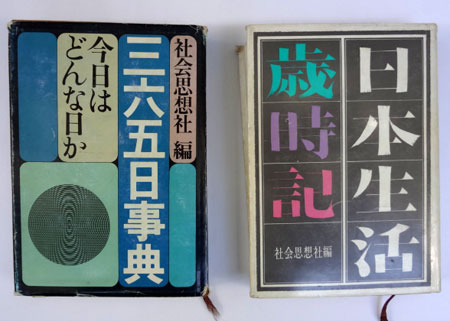 社会思想社 編
三六五日事典
今日は
どんな日か
日本生活
歳時記
社会思想社編